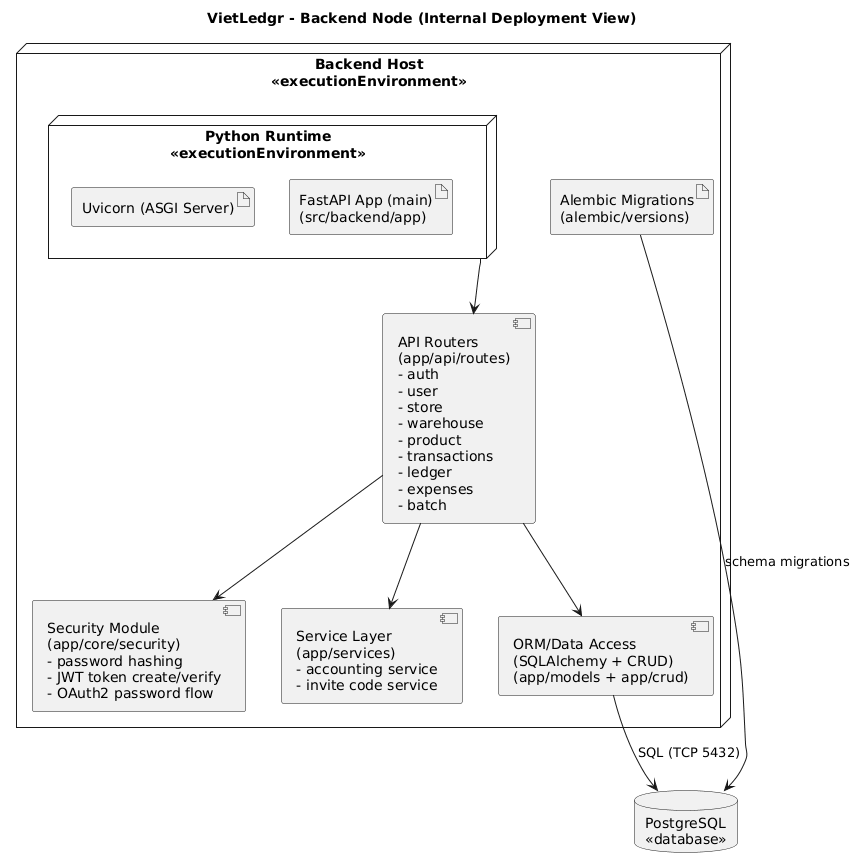 VietLedgr - Backend Node (Internal Deployment View)
Backend Host
«executionEnvironment»
Python Runtime
«executionEnvironment»
Uvicorn (ASGI Server)
FastAPI App (main)
(src/backend/app)
Alembic Migrations
(alembic/versions)
API Routers
(app/api/routes)
- auth
- user
- store
- warehouse
- product
- transactions
- ledger
- expenses
- batch
schema migrations
Security Module
(app/core/security)
- password hashing
- JWT token create/verify
- OAuth2 password flow
Service Layer
(app/services)
- accounting service
- invite code service
ORM/Data Access
(SQLAlchemy + CRUD)
(app/models + app/crud)
SQL (TCP 5432)
PostgreSQL
«database»